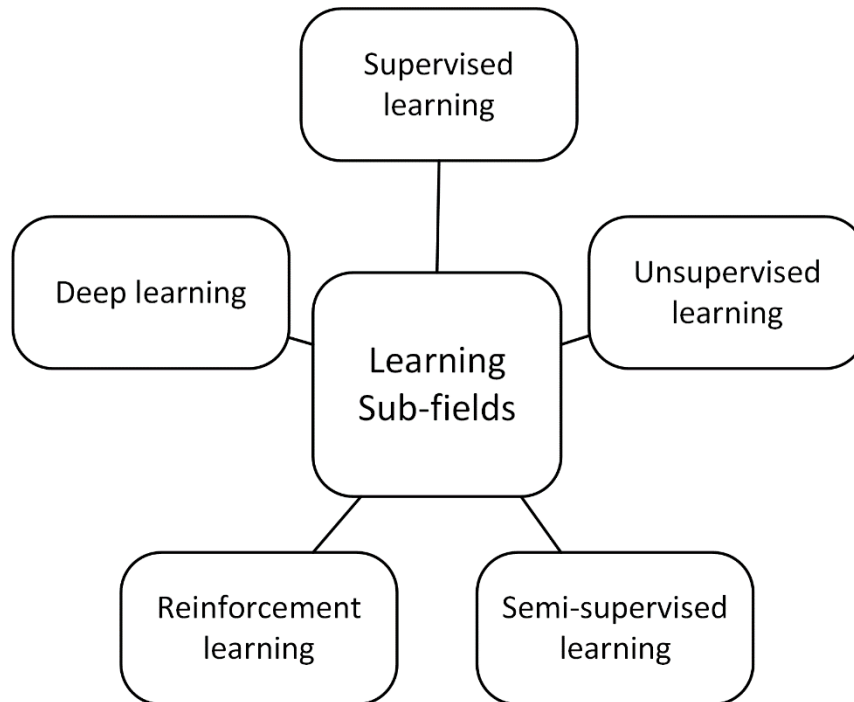 Supervised
learning
Deep learning
Unsupervised
learning
Learning
Sub-fields
Reinforcement
learning
Semi-supervised
learning